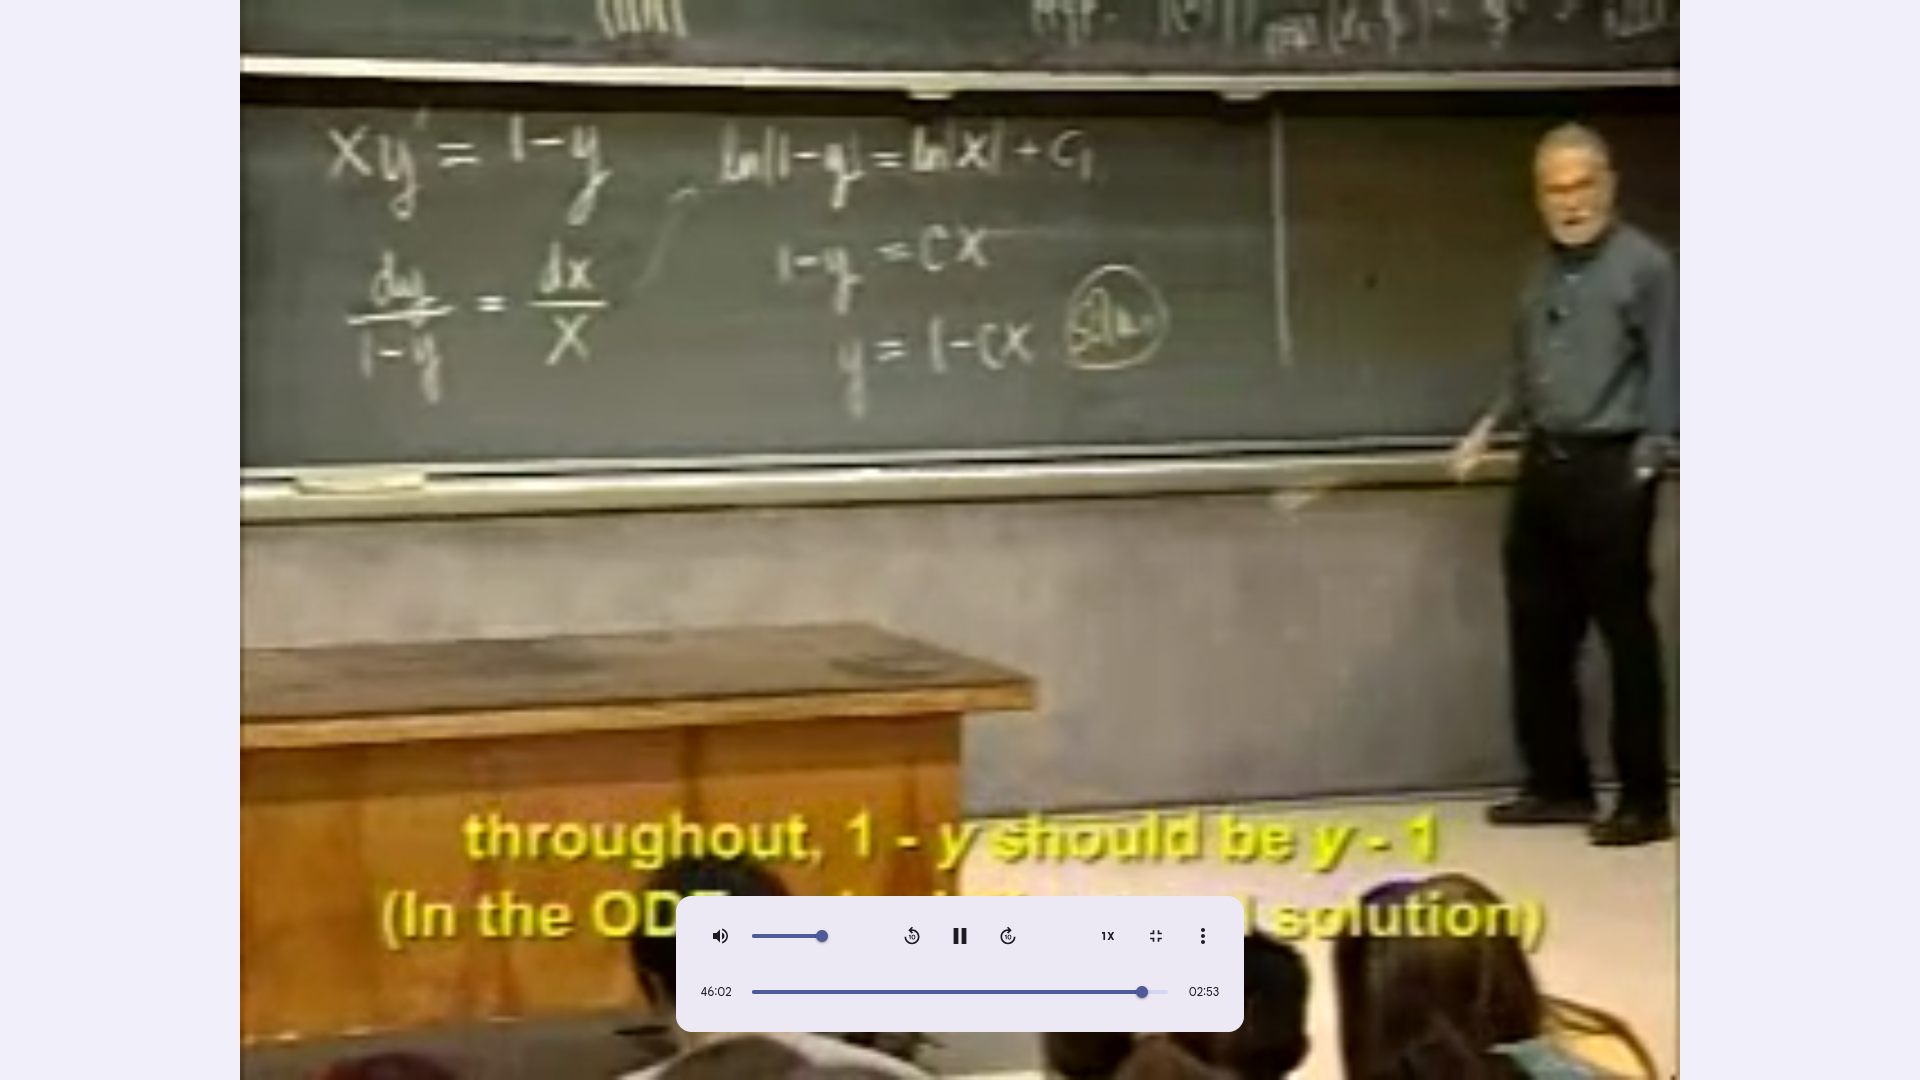 xy' = 1-y
dy/1-y = dx/x
ln|1-y| = ln|x| + C₁
1-y = Cx
y = 1-Cx
soln.
throughout, 1 - y should be y - 1
(In the OD solution)
1X
46:02
02:53